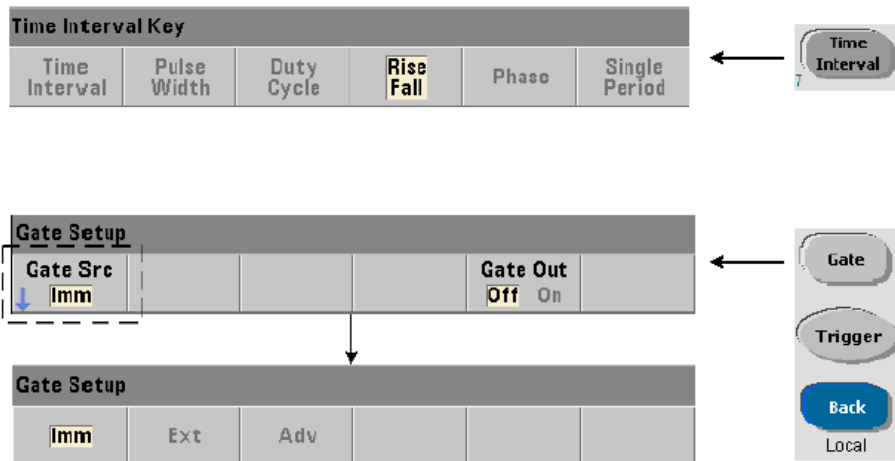 Time Interval Key
Time
Interval
Pulse
Width
Duty
Cycle
Rise
Fall
Phase
Single
Period
Time
Interval
7
Gate Setup
Gate Src
Imm
Gate Out
Off On
Gate
Trigger
Gate Setup
Imm Ext Adv
Back
Local